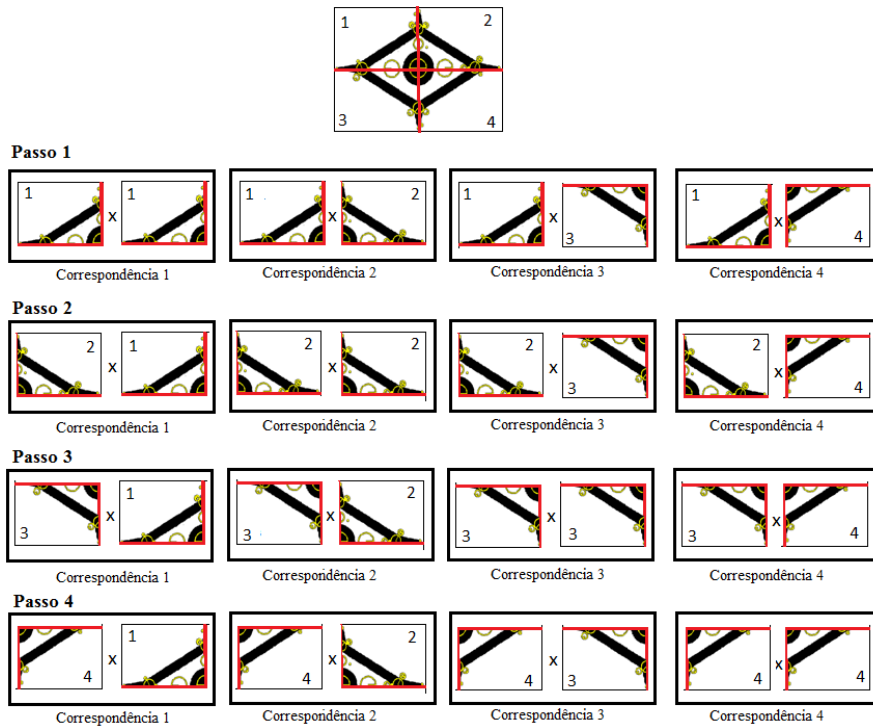 1 2
3 4
Passo 1
1 x 1
1 x 2
1 x 3
1 x 4
Correspondência 1
Correspondência 2
Correspondência 3
Correspondência 4
Passo 2
2 x 1
2 x 2
2 x 3
2 x 4
Correspondência 1
Correspondência 2
Correspondência 3
Correspondência 4
Passo 3
3 x 1
3 x 2
3 x 3
3 x 4
Correspondência 1
Correspondência 2
Correspondência 3
Correspondência 4
Passo 4
4 x 1
4 x 2
4 x 3
4 x 4
Correspondência 1
Correspondência 2
Correspondência 3
Correspondência 4